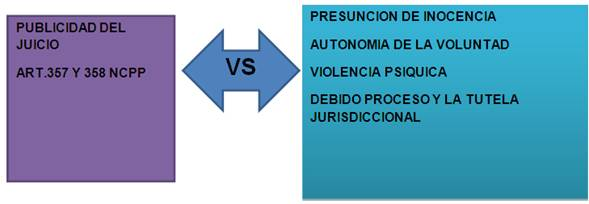 PUBLICIDAD DEL
JUICIO
ART.357 Y 358 NCPP
VS
PRESUNCION DE INOCENCIA
AUTONOMIA DE LA VOLUNTAD
VIOLENCIA PSIQUICA
DEBIDO PROCESO Y LA TUTELA
JURISDICCIONAL